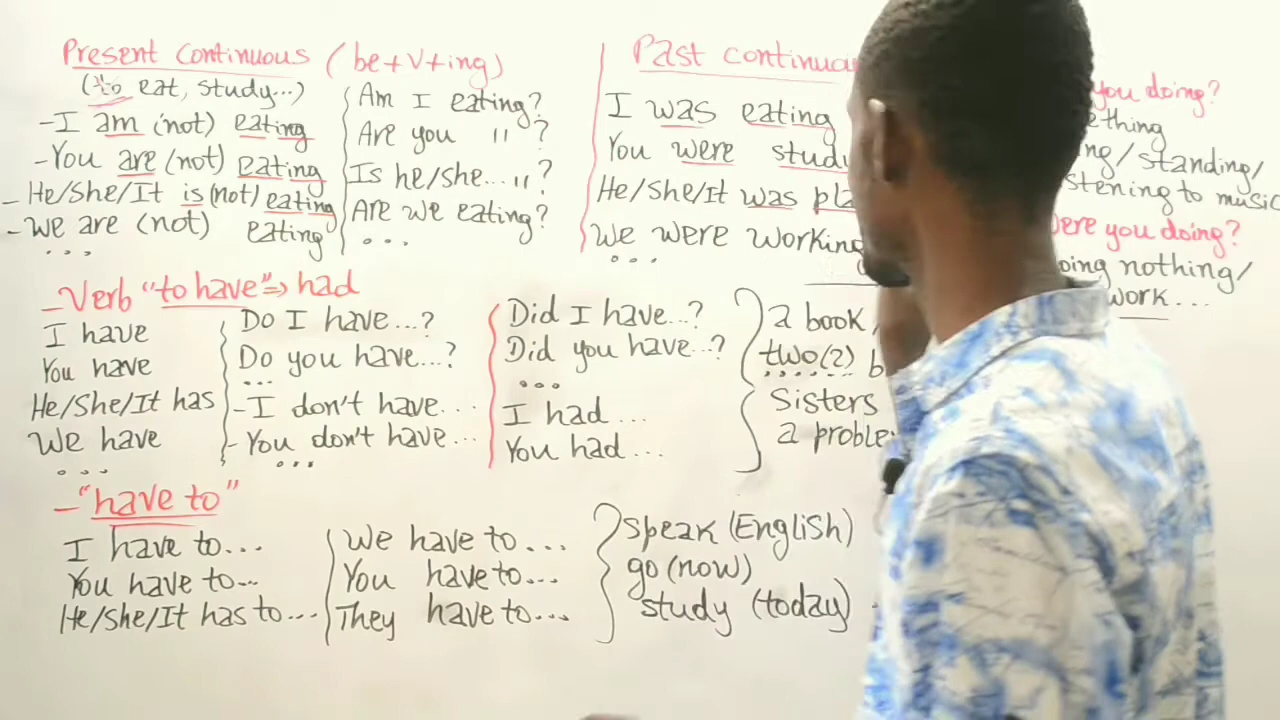 Present Continuous (be+V+ing)
(to eat, study...)
-I am (not) eating
-You are (not) eating
- He/She/It is (not) eating
-We are (not) eating
...
Am I eating?
Are you " ?
Is he/she... " ?
Are we eating?
...
Past continuou
I was eating
You were study
He/She/It was pla
We were working
...
you doing?
thing
ng/standing/
stening to music
ere you doing?
oing nothing/
work...
-Verb "to have" => had
I have
You have
He/She/It has
We have
...
Do I have...?
Do you have...?
...
-I don't have...
-You don't have...
...
Did I have...?
Did you have...?
...
I had...
You had...
a book,
two(2) b
Sisters
a proble
-"have to"
I have to...
You have to...
He/She/It has to...
We have to...
You have to...
They have to...
speak (English)
go (now)
study (today)